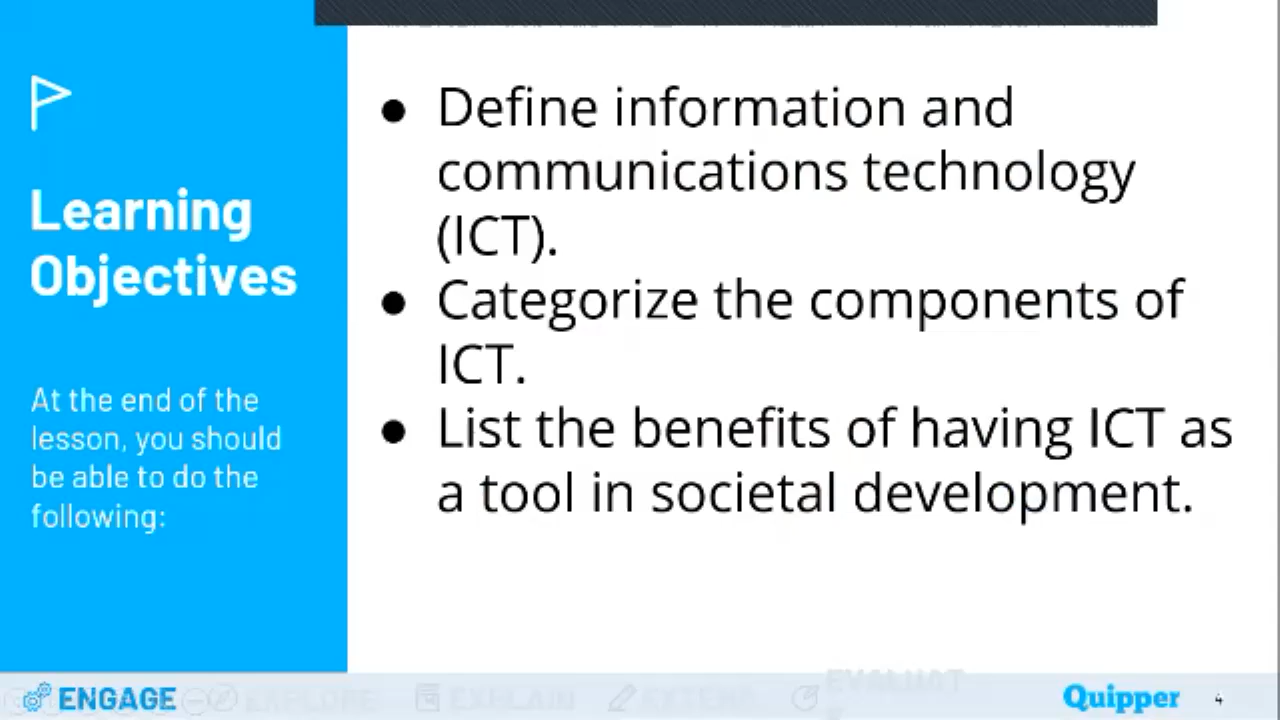 Learning
Objectives
At the end of the
lesson, you should
be able to do the
following:
● Define information and
communications technology
(ICT).
● Categorize the components of
ICT.
● List the benefits of having ICT as
a tool in societal development.
ENGAGE
EXPLORE
EXPLAIN
EXTEND
Quipper
4